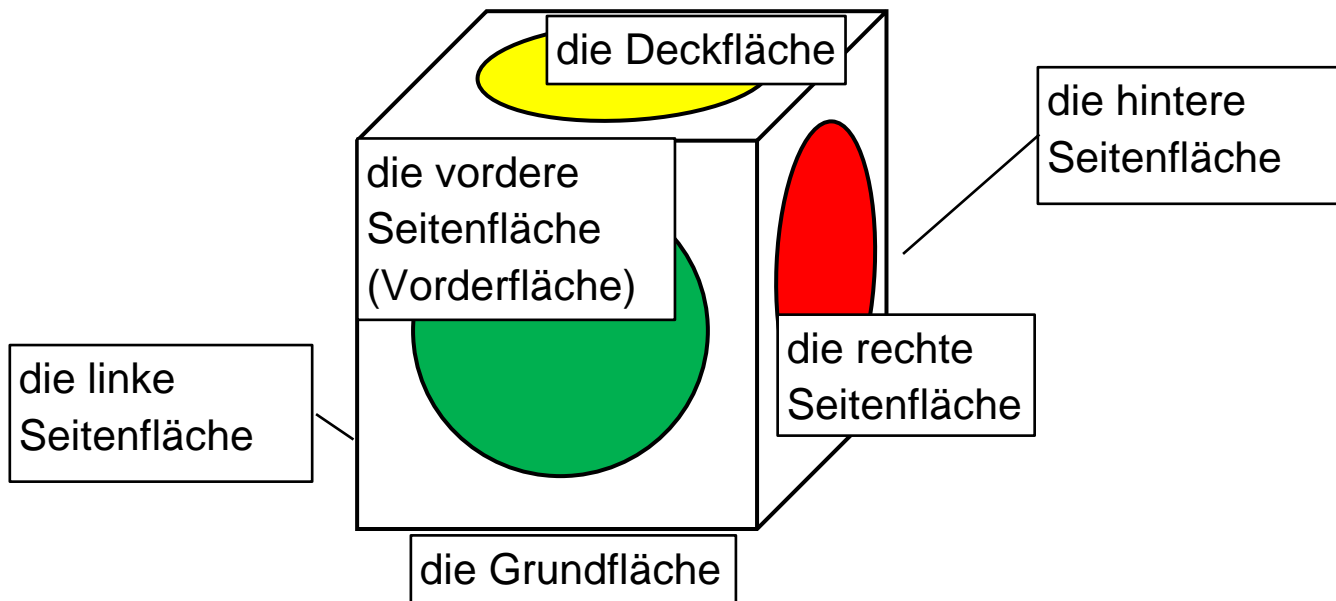 die Deckfläche
die hintere
Seitenfläche
die vordere
Seitenfläche
(Vorderfläche)
die linke
Seitenfläche
die rechte
Seitenfläche
die Grundfläche